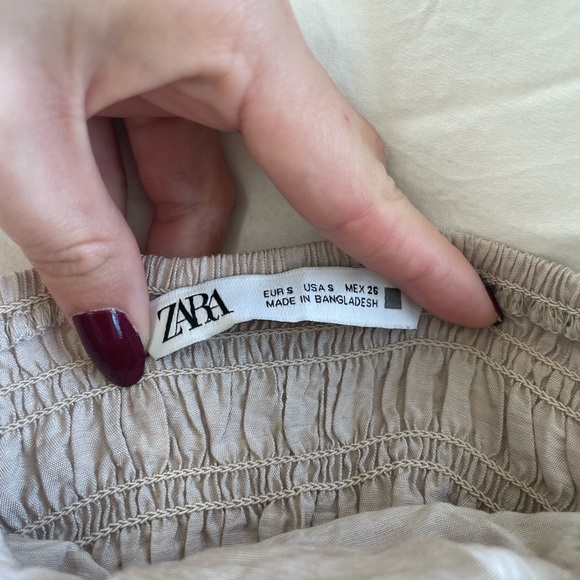 ZARA
EUR S USA S MEX 26
MADE IN BANGLADESH